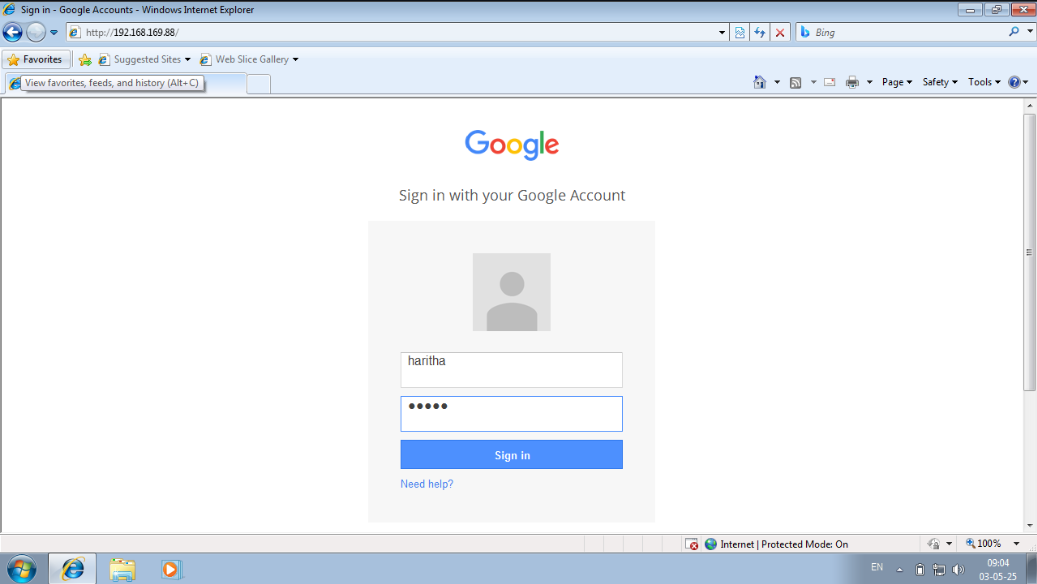 Sign in - Google Accounts - Windows Internet Explorer
http://192.168.169.88/
Bing
Favorites
Suggested Sites
Web Slice Gallery
View favorites, feeds, and history (Alt+C)
Page
Safety
Tools
Google
Sign in with your Google Account
haritha
Sign in
Need help?
Internet | Protected Mode: On
100%
EN
09:04
03-05-25